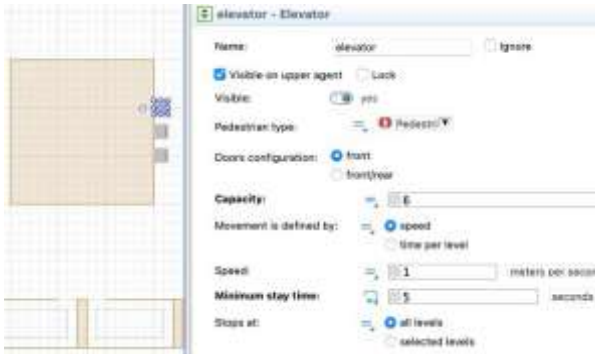 elevator - Elevator
Name: elevator Ignore
Visible on upper agent Lock
Visible: yes
Pedestrian type: Pedestri
Doors configuration: front
front/rear
Capacity: 6
Movement is defined by: speed
time per level
Speed: 1 meters per secon
Minimum stay time: 5 seconds
Stops at: all levels
selected levels